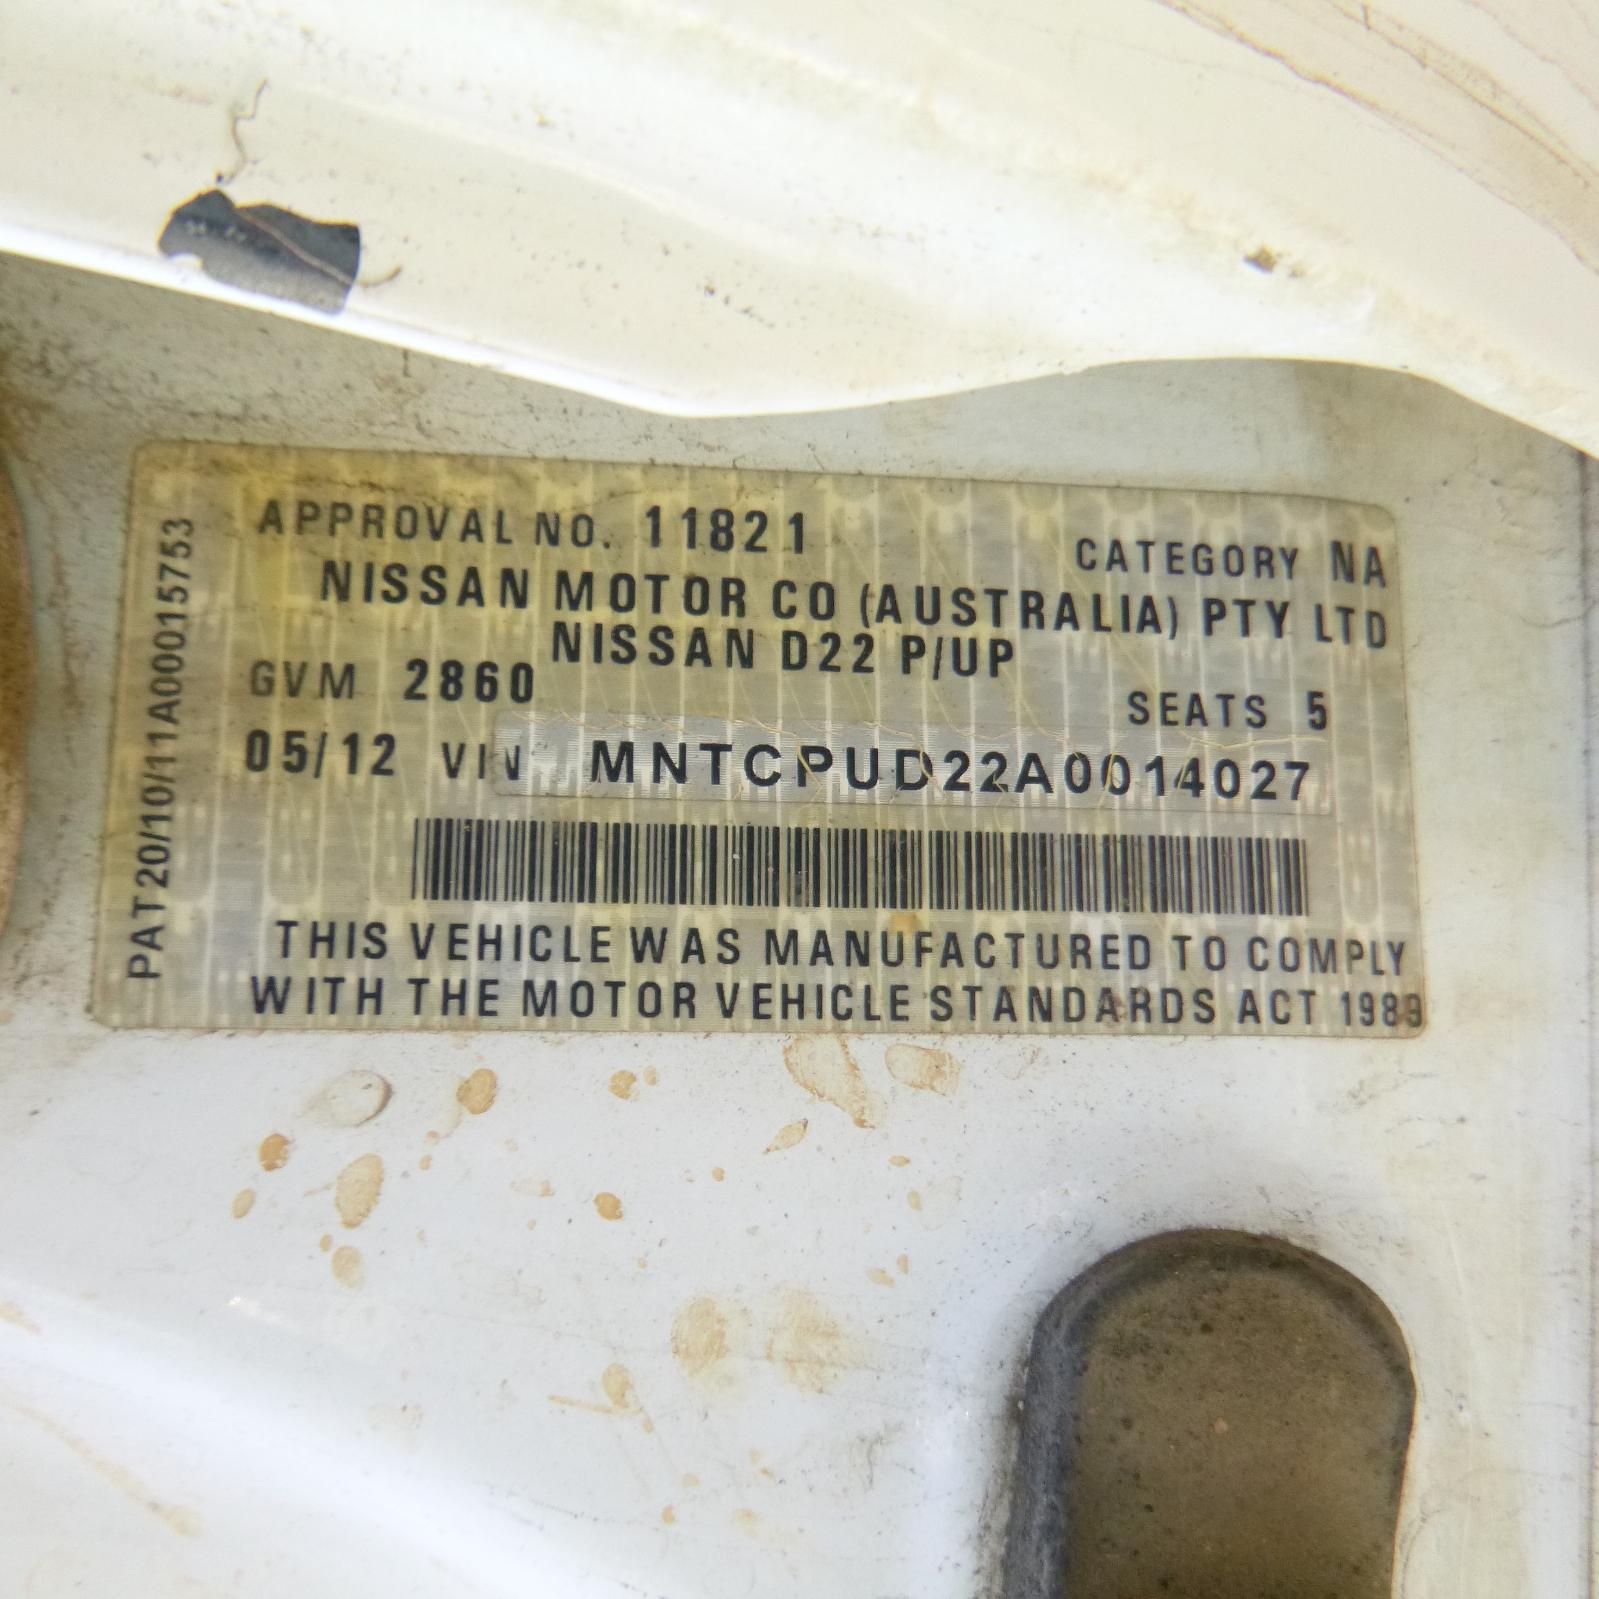 APPROVAL NO. 11821
CATEGORY NA
NISSAN MOTOR CO (AUSTRALIA) PTY LTD
NISSAN D22 P/UP
GVM 2860
SEATS 5
05/12 VIN MNTCPUD22A0014027
THIS VEHICLE WAS MANUFACTURED TO COMPLY
WITH THE MOTOR VEHICLE STANDARDS ACT 1989
PAT20/10/11A00015753